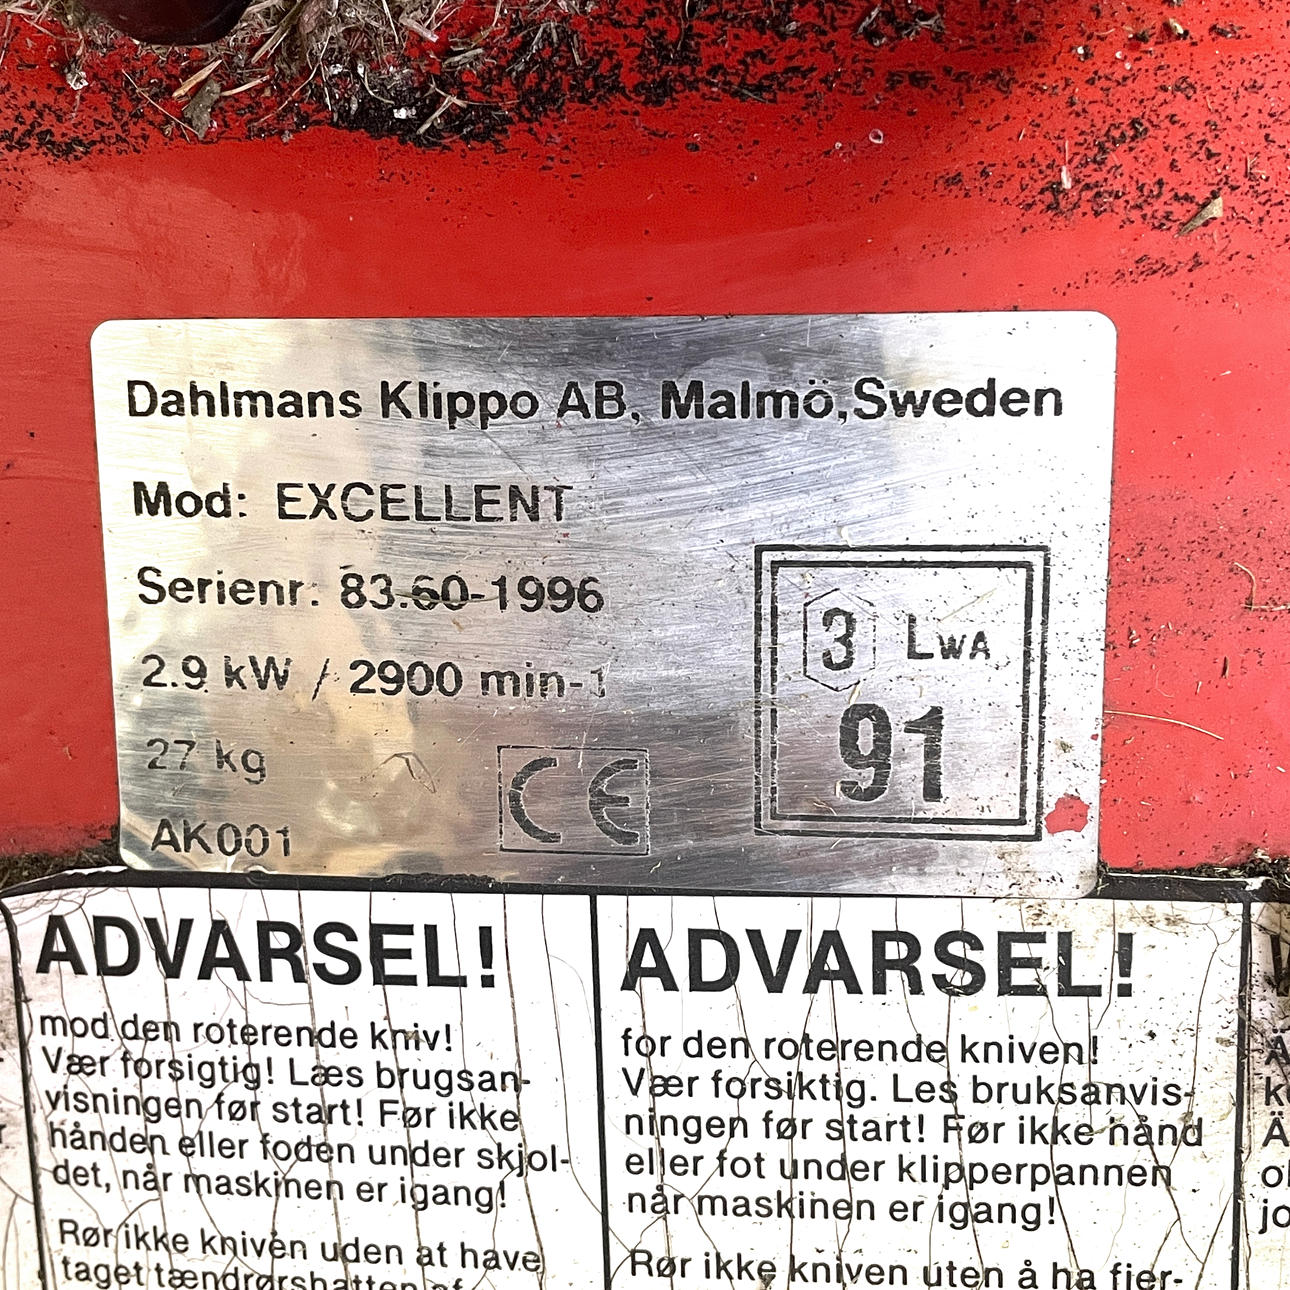 Dahlmans Klippo AB, Malmö,Sweden
Mod: EXCELLENT
Serienr: 83.60-1996
2.9 kW / 2900 min-1
27 kg
AK001
CE
3 LWA
91
ADVARSEL!
mod den roterende kniv!
Vær forsigtig! Læs brugsan-
visningen før start! Før ikke
hånden eller foden under skjol-
det, når maskinen er igang!
Rør ikke kniven uden at have
taget tændrørshatten af
ADVARSEL!
for den roterende kniven!
Vær forsiktig. Les bruksanvis-
ningen før start! Før ikke hånd
eller fot under klipperpannen
når maskinen er igang!
Rør ikke kniven uten å ha fjer-